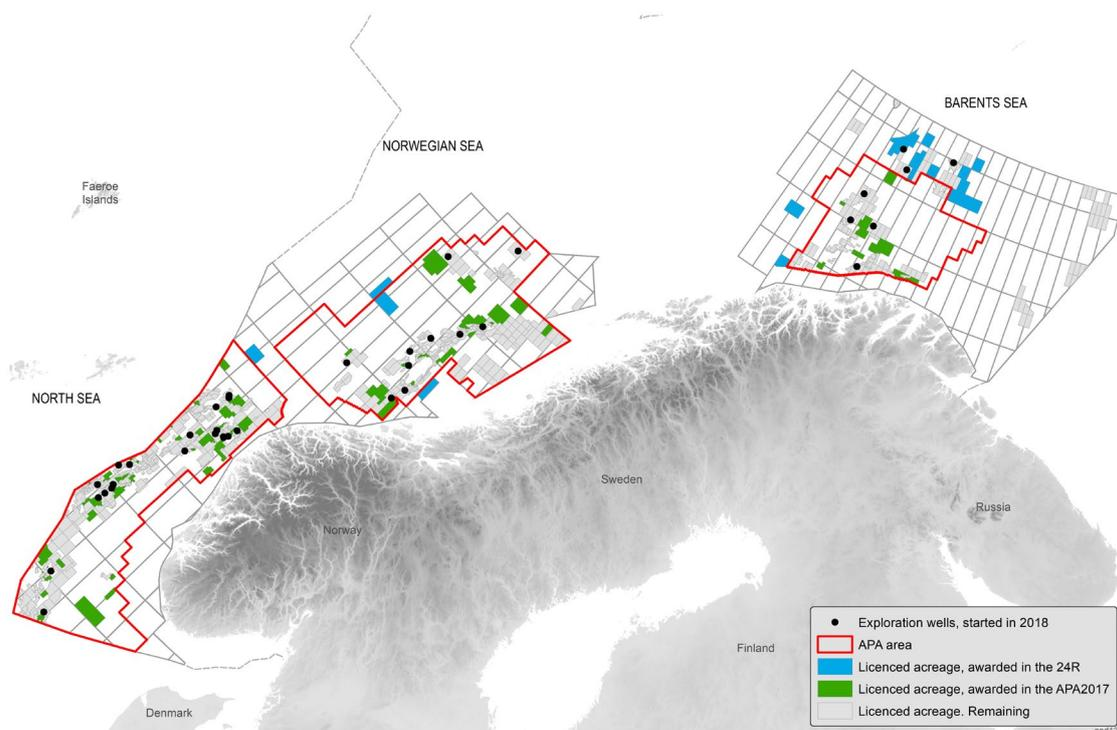 BARENTS SEA
NORWEGIAN SEA
Faeroe
Islands
NORTH SEA
Sweden
Russia
Norway
Finland
Denmark
Exploration wells, started in 2018
APA area
Licenced acreage, awarded in the 24R
Licenced acreage, awarded in the APA2017
Licenced acreage. Remaining